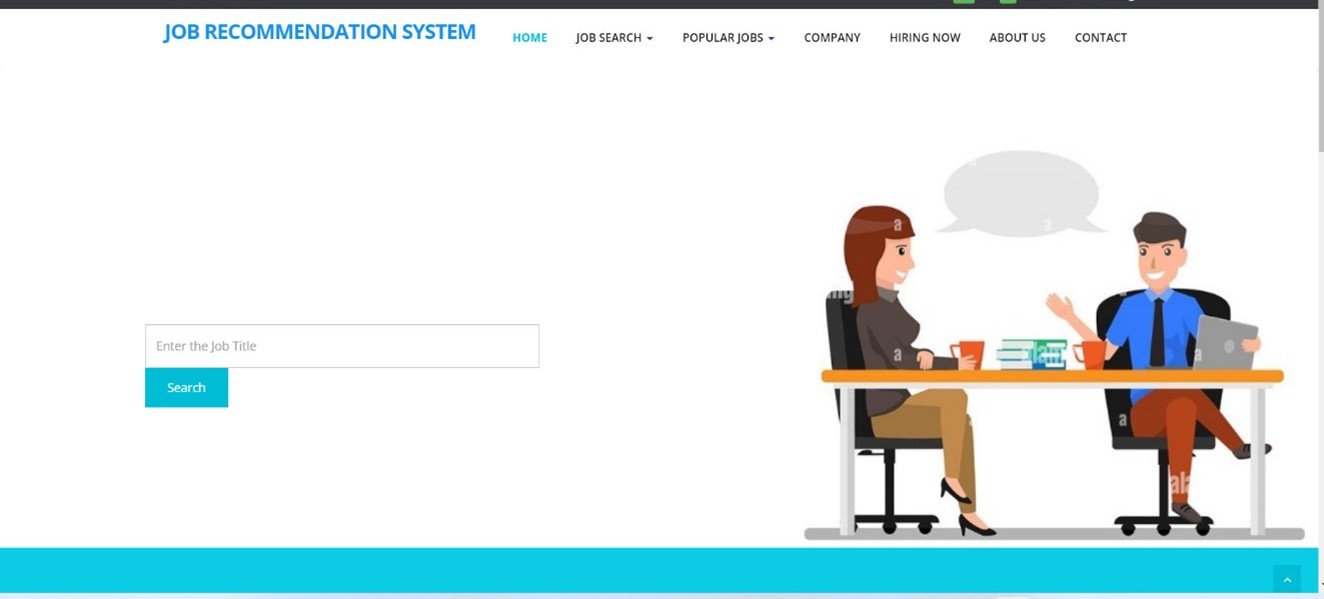 JOB RECOMMENDATION SYSTEM
HOME JOB SEARCH POPULAR JOBS COMPANY HIRING NOW ABOUT US CONTACT
Enter the Job Title
Search